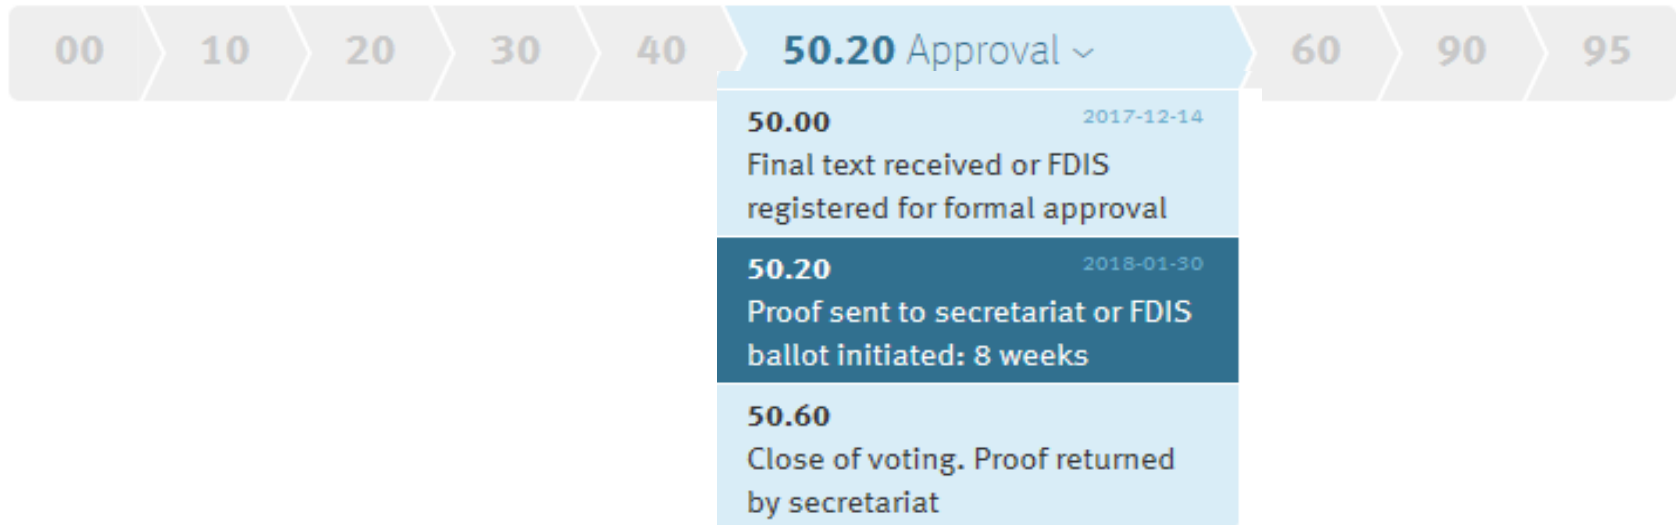 00 10 20 30 40 50.20 Approval 60 90 95
50.00 2017-12-14
Final text received or FDIS
registered for formal approval
50.20 2018-01-30
Proof sent to secretariat or FDIS
ballot initiated: 8 weeks
50.60
Close of voting. Proof returned
by secretariat